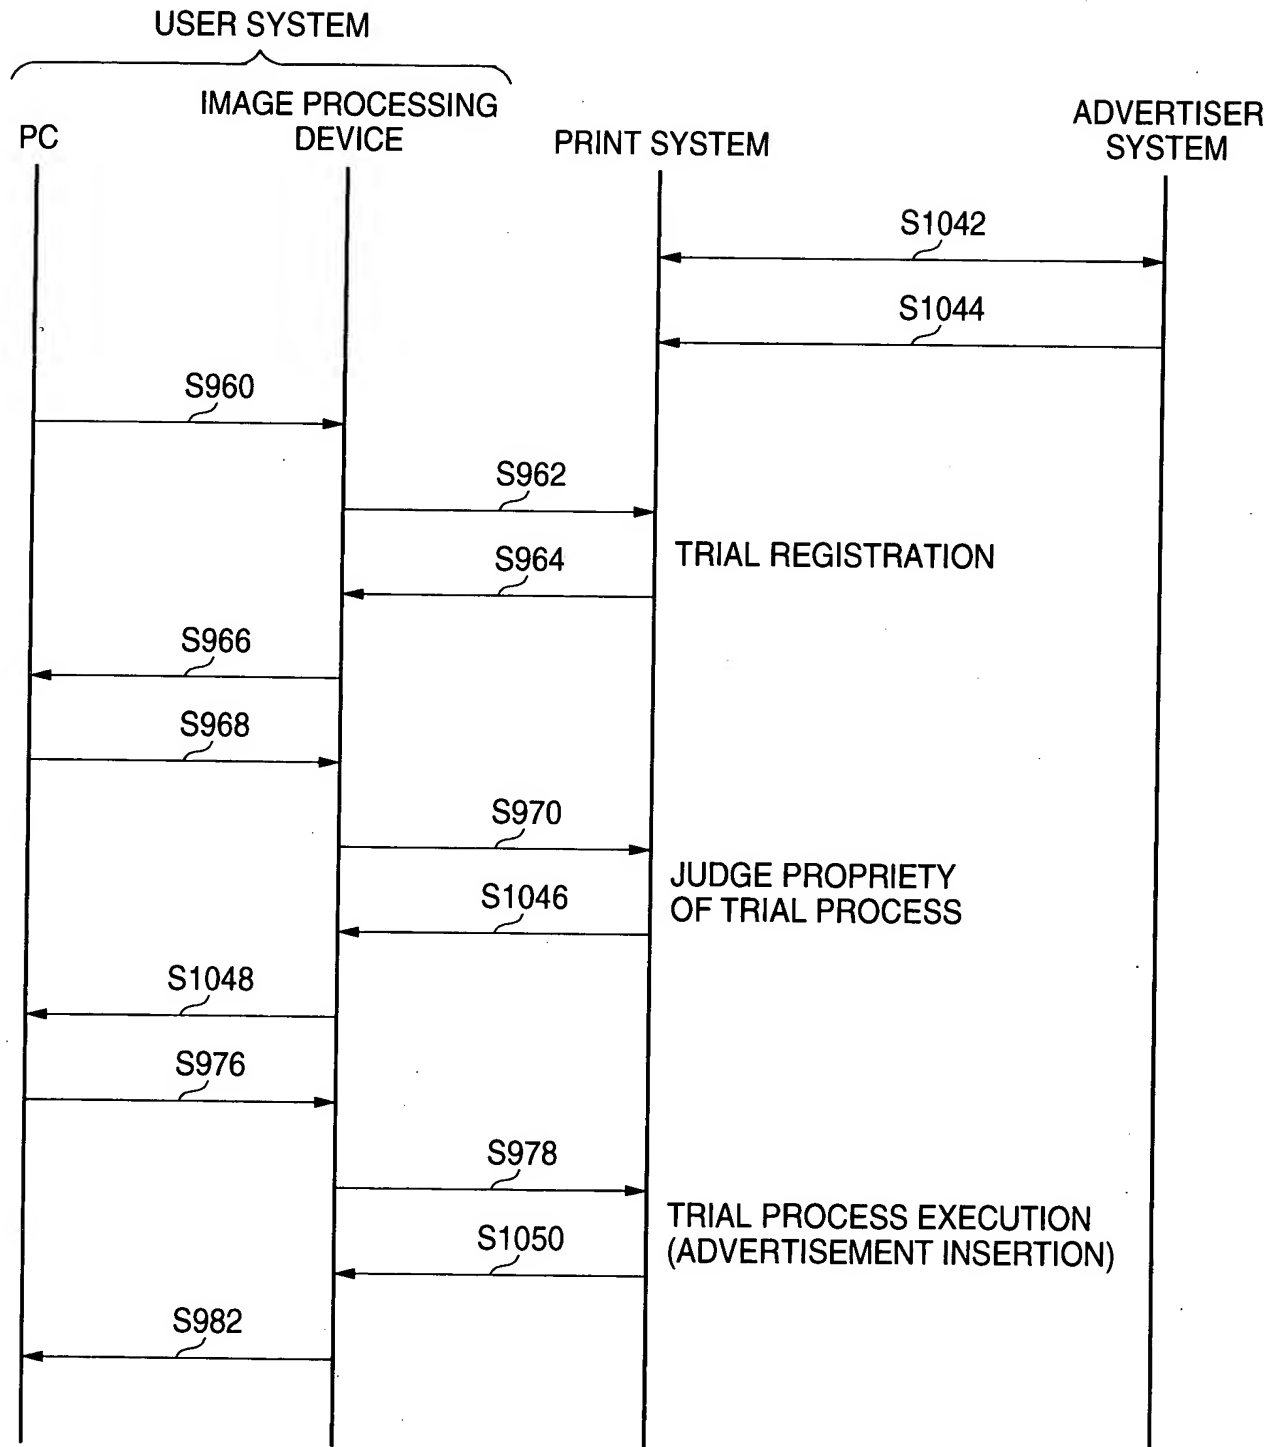 USER SYSTEM
PC
IMAGE PROCESSING
DEVICE
PRINT SYSTEM
ADVERTISER
SYSTEM
S1042
S1044
S960
S962
TRIAL REGISTRATION
S964
S966
S968
S970
JUDGE PROPRIETY
OF TRIAL PROCESS
S1046
S1048
S976
S978
TRIAL PROCESS EXECUTION
(ADVERTISEMENT INSERTION)
S1050
S982